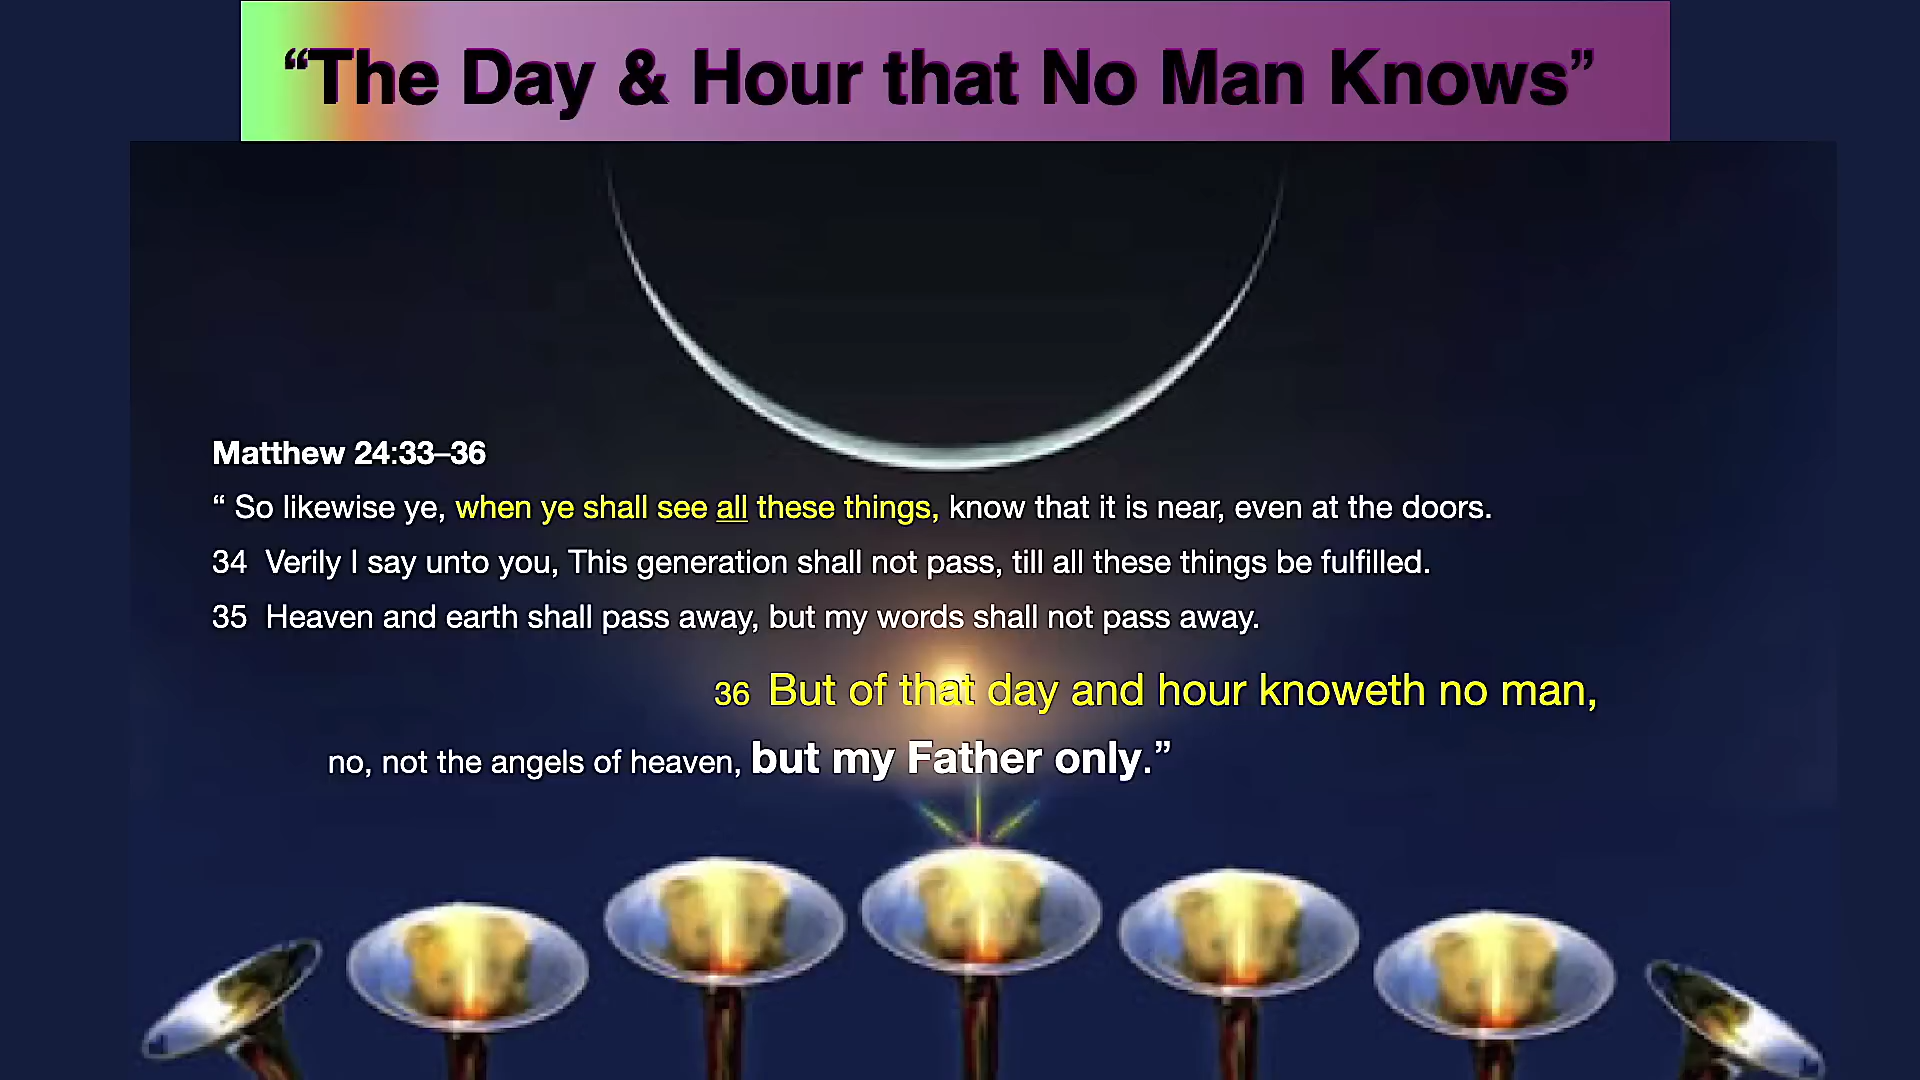 “The Day & Hour that No Man Knows”
Matthew 24:33–36
“ So likewise ye, when ye shall see all these things, know that it is near, even at the doors.
34 Verily I say unto you, This generation shall not pass, till all these things be fulfilled.
35 Heaven and earth shall pass away, but my words shall not pass away.
36 But of that day and hour knoweth no man,
no, not the angels of heaven, but my Father only.”